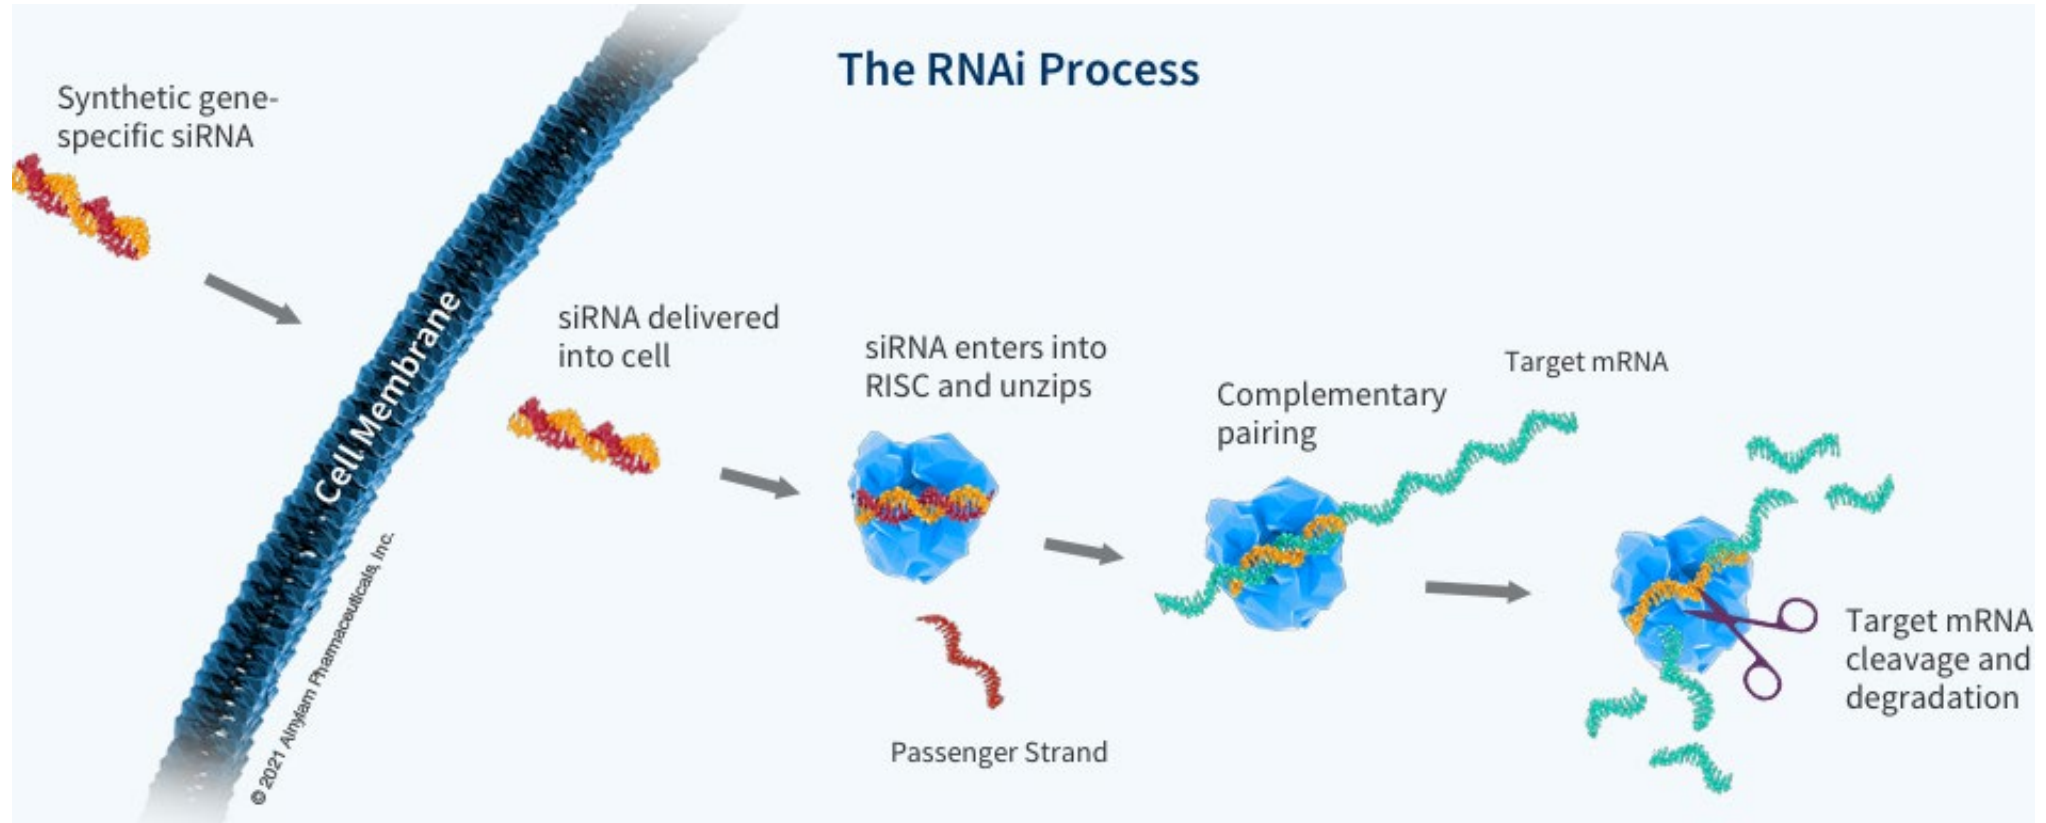 The RNAi Process
Synthetic gene-
specific siRNA
Cell Membrane
© 2021 Alnylam Pharmaceuticals, Inc.
siRNA delivered
into cell
siRNA enters into
RISC and unzips
Passenger Strand
Complementary
pairing
Target mRNA
Target mRNA
cleavage and
degradation